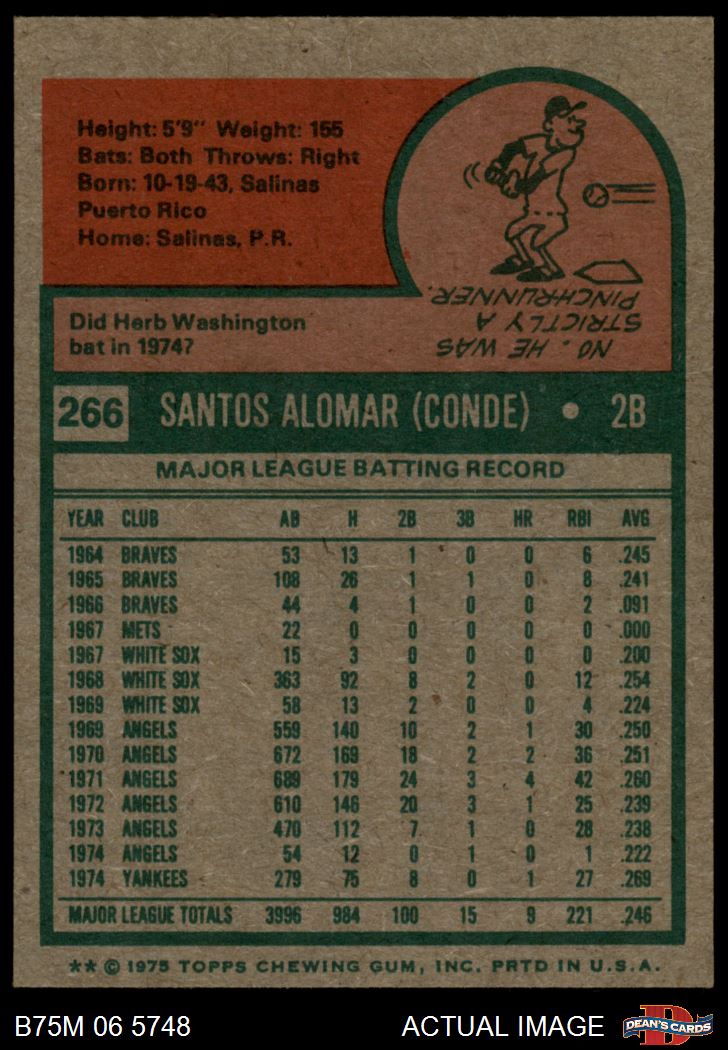 Height: 5'9" Weight: 155
Bats: Both Throws: Right
Born: 10-19-43, Salinas
Puerto Rico
Home: Salinas, P.R.
Did Herb Washington
bat in 1974?
NO. HE WAS
STRICTLY A
PINCH-RUNNER.
266 SANTOS ALOMAR (CONDE) • 2B
MAJOR LEAGUE BATTING RECORD
YEAR CLUB AB H 2B 3B HR RBI AVG
1964 BRAVES 53 13 1 0 0 6 .245
1965 BRAVES 108 26 1 1 0 8 .241
1966 BRAVES 44 4 1 0 0 2 .091
1967 METS 22 0 0 0 0 0 .000
1967 WHITE SOX 15 3 0 0 0 0 .200
1968 WHITE SOX 363 92 8 2 0 12 .254
1969 WHITE SOX 58 13 2 0 0 4 .224
1969 ANGELS 559 140 10 2 1 30 .250
1970 ANGELS 672 169 18 2 2 36 .251
1971 ANGELS 689 179 24 3 4 42 .260
1972 ANGELS 610 146 20 3 1 25 .239
1973 ANGELS 470 112 7 1 0 28 .238
1974 ANGELS 54 12 0 1 0 1 .222
1974 YANKEES 279 75 8 0 1 27 .269
MAJOR LEAGUE TOTALS 3996 984 100 15 9 221 .246
** © 1975 TOPPS CHEWING GUM, INC. PRTD IN U.S.A.
B75M 06 5748 ACTUAL IMAGE
D
DEAN'S CARDS